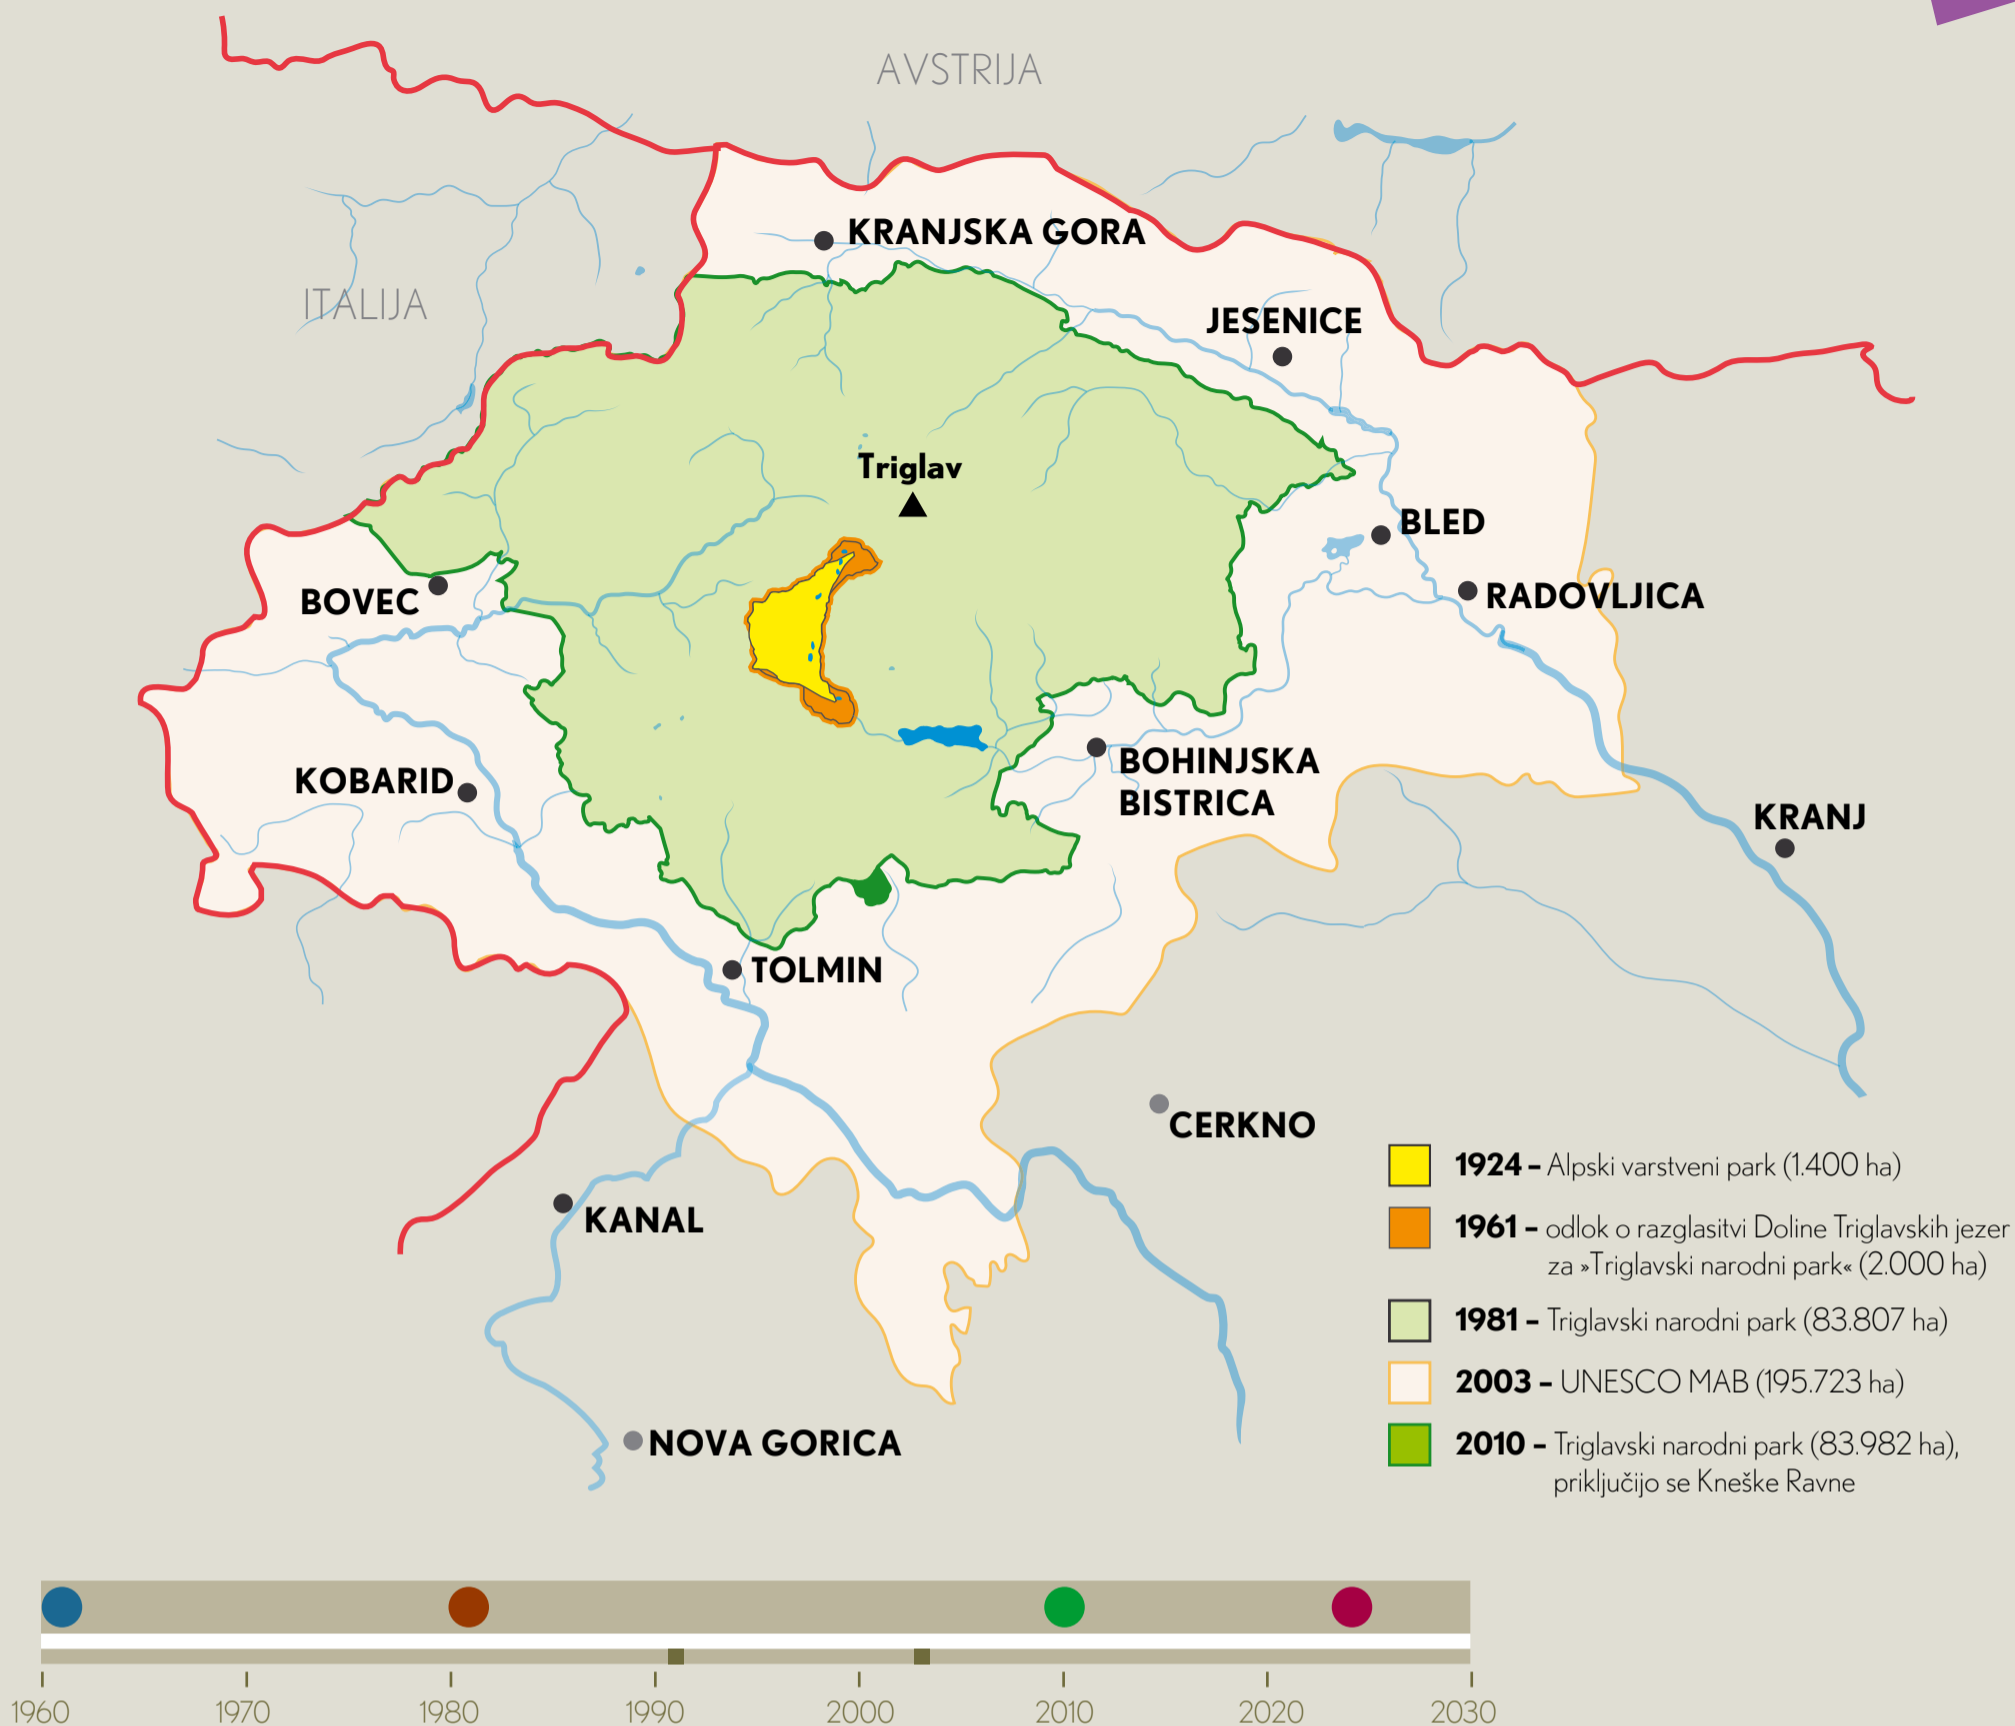 AVSTRIJA
KRANJSKA GORA
ITALIJA
JESENICE
Triglav
BLED
BOVEC
RADOVLJICA
KOBARID
BOHINJSKA
BISTRICA
KRANJ
TOLMIN
CERKNO
KANAL
NOVA GORICA
1924 – Alpski varstveni park (1.400 ha)
1961 – odlok o razglasitvi Doline Triglavskih jezer
za »Triglavski narodni park« (2.000 ha)
1981 – Triglavski narodni park (83.807 ha)
2003 – UNESCO MAB (195.723 ha)
2010 – Triglavski narodni park (83.982 ha),
priključijo se Kneške Ravne
1960 1970 1980 1990 2000 2010 2020 2030